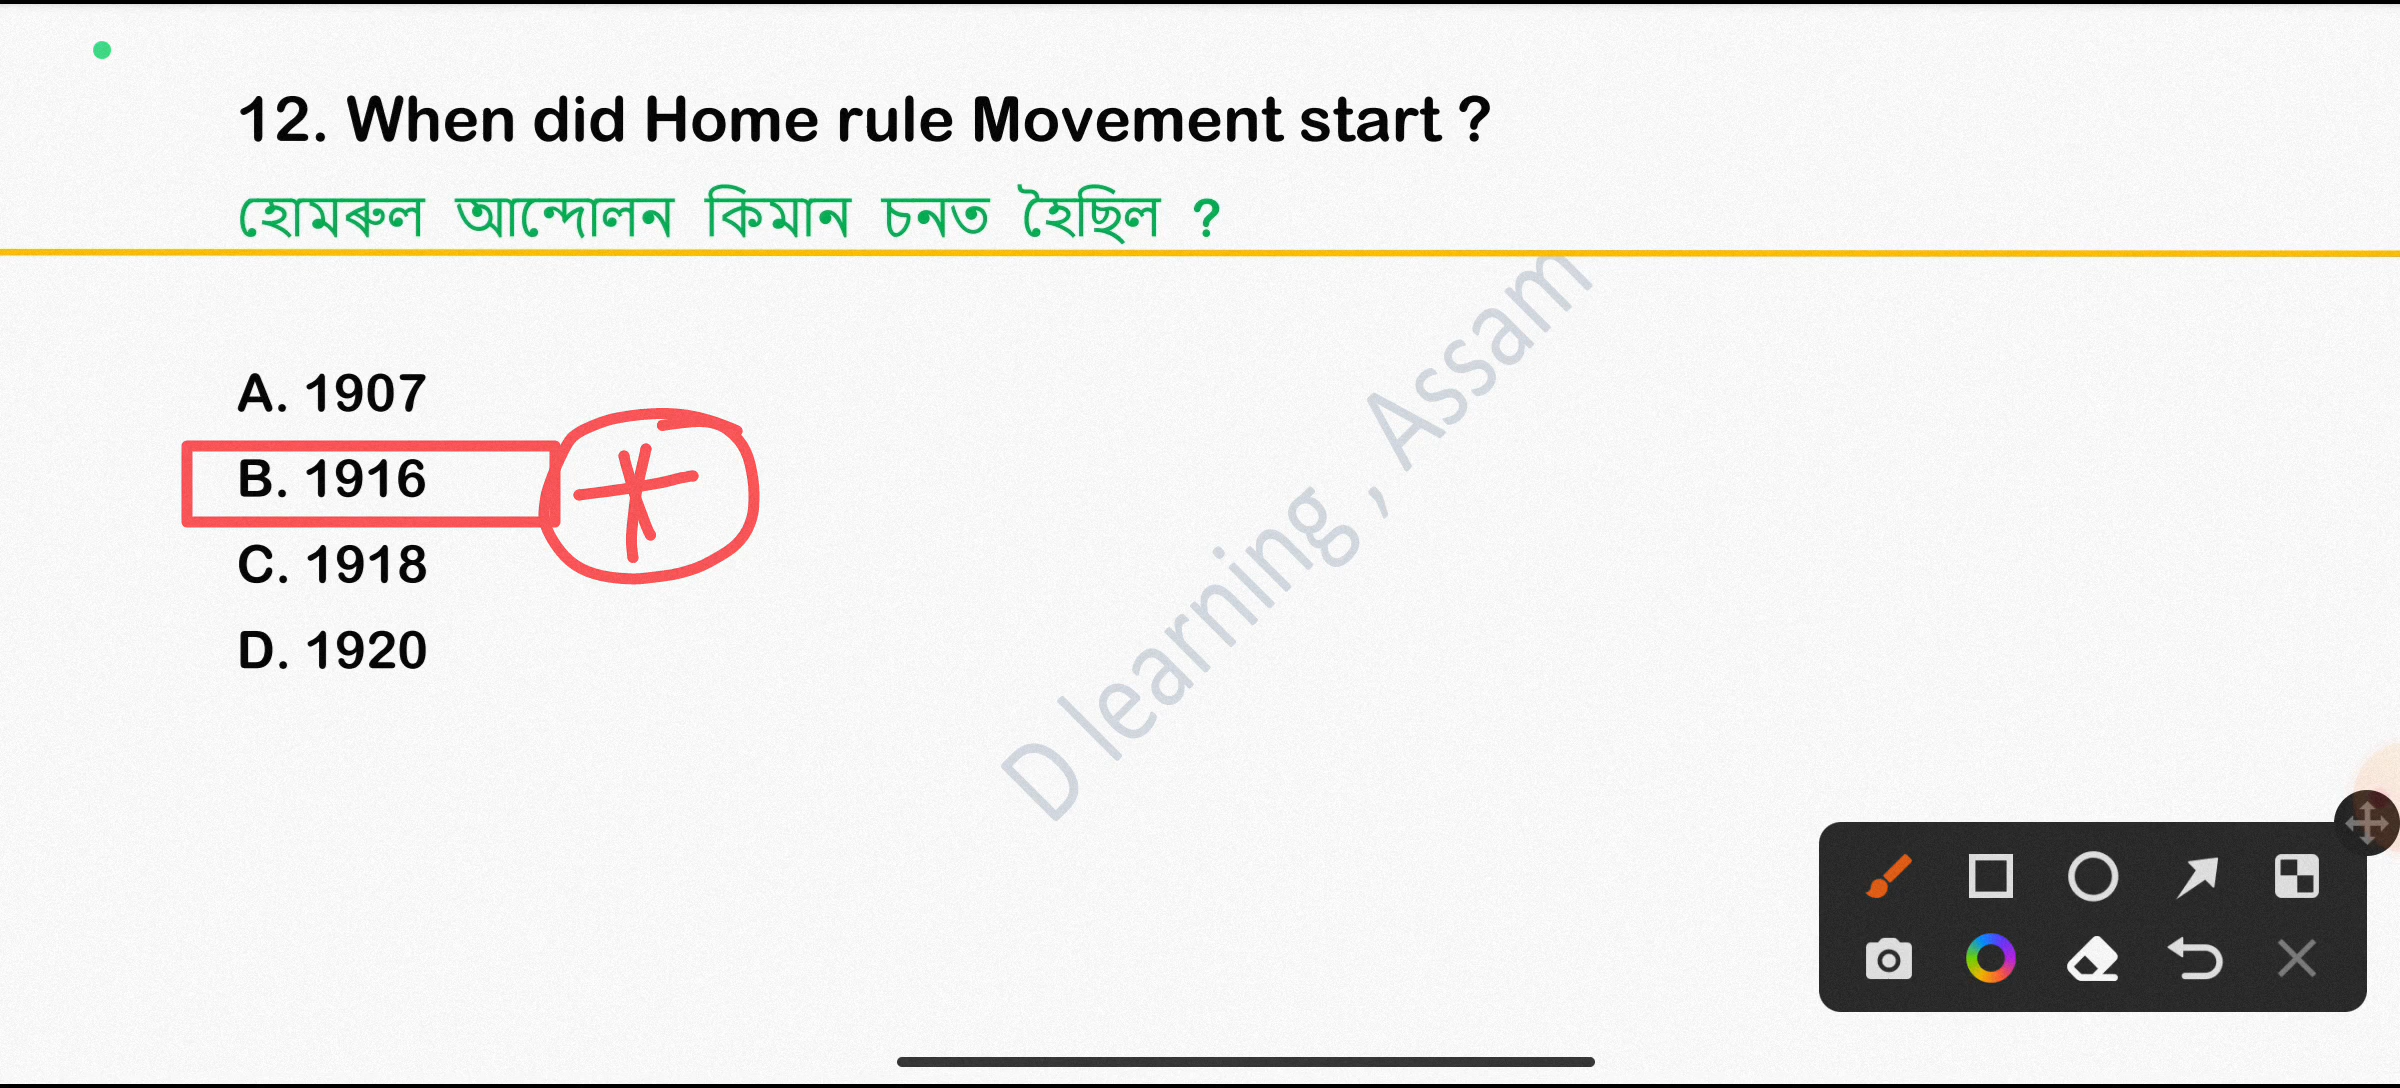 12. When did Home rule Movement start ?
হোমৰুল আন্দোলন কিমান চনত হৈছিল ?
A. 1907
B. 1916
C. 1918
D. 1920
D learning , Assam